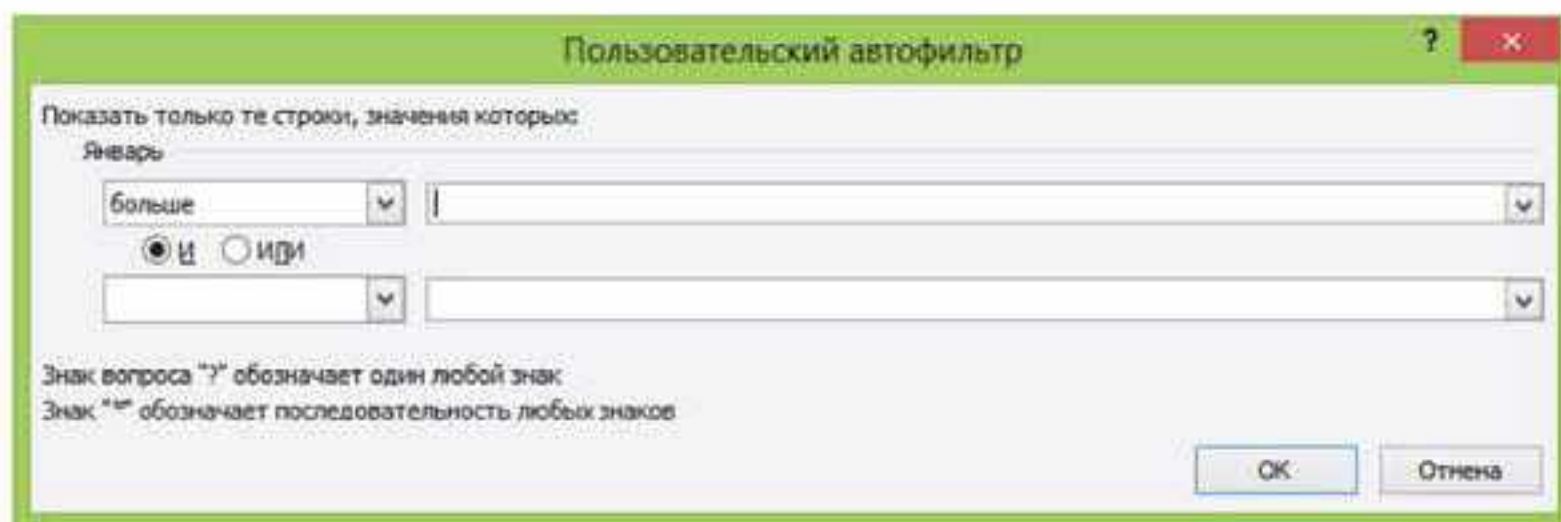 Пользовательский автофильтр ?
Показать только те строки, значения которых:
Январь
больше
И ИЛИ
Знак вопроса "?" обозначает один любой знак
Знак "*" обозначает последовательность любых знаков
ОК Отмена